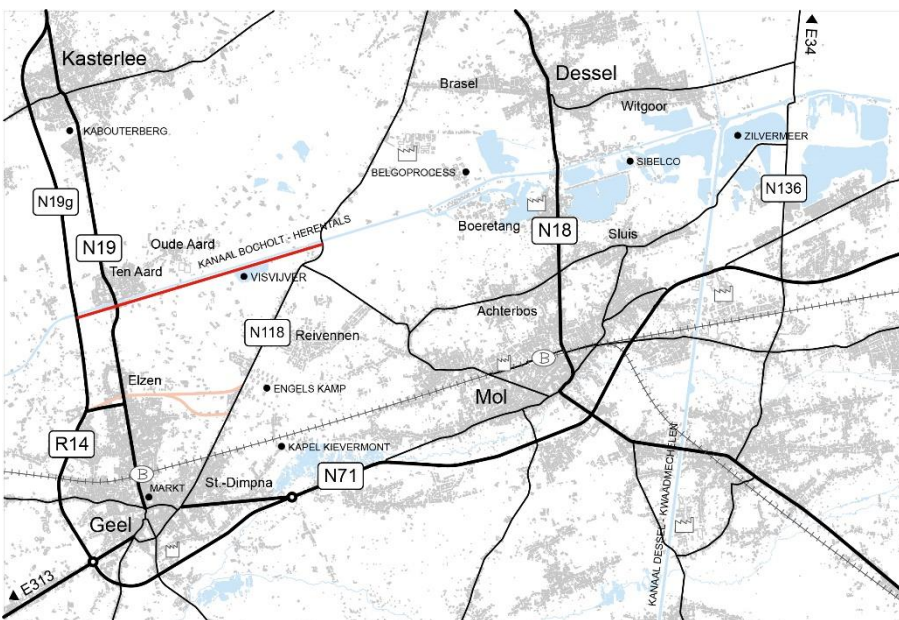 E34
Kasterlee
Dessel
Brasel
Witgoor
KABOUTERBERG
ZILVERMEER
SIBELCO
BELGOPROCESS
N136
N19g
Boeretang
N18
Sluis
N19
Oude Aard
KANAAL BOCHOLT - HERENTALS
Ten Aard
VISVIJVER
Achterbos
N118
Reivennen
B
Elzen
ENGELS KAMP
Mol
R14
KAPEL KIEVERMONT
B
St.-Dimpna
N71
MARKT
Geel
KANAAL DESSEL - KWAADMECHELEN
E313